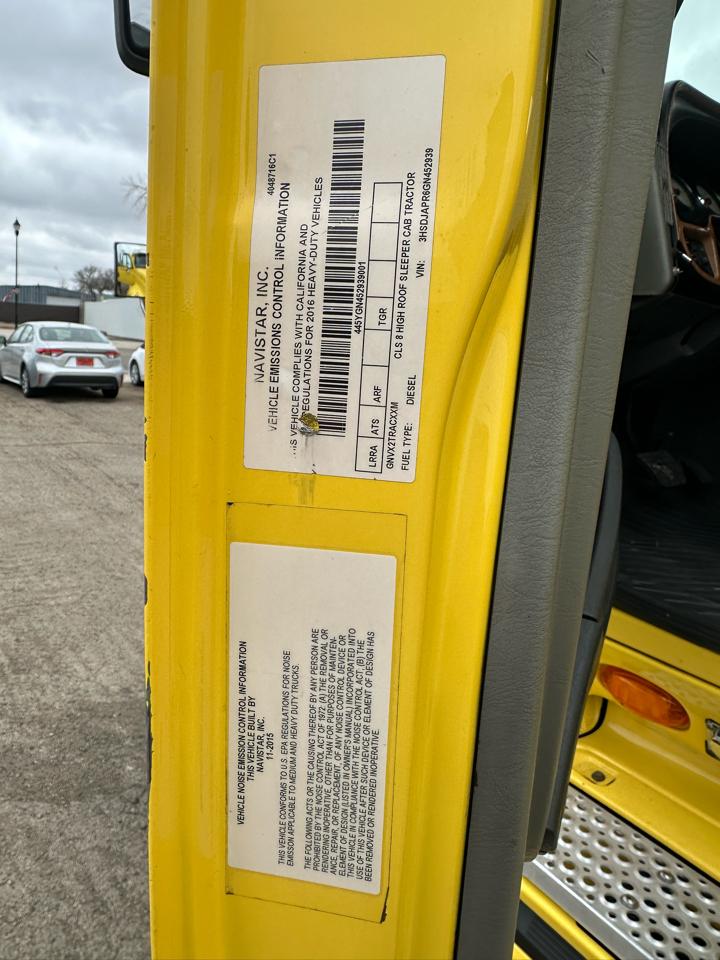 NAVISTAR, INC.
4048716C1
VEHICLE EMISSIONS CONTROL INFORMATION
THIS VEHICLE COMPLIES WITH CALIFORNIA AND
REGULATIONS FOR 2016 HEAVY-DUTY VEHICLES
445YGN452939001
LRRA ATS ARF TGR
GNVX2TRACXXM CLS 8 HIGH ROOF SLEEPER CAB TRACTOR
FUEL TYPE: DIESEL VIN: 3HSDJAPR6GN452939
VEHICLE NOISE EMISSION CONTROL INFORMATION
THIS VEHICLE BUILT BY
NAVISTAR, INC.
11-2015
THIS VEHICLE CONFORMS TO U.S. EPA REGULATIONS FOR NOISE
EMISSON APPLICABLE TO MEDIUM AND HEAVY DUTY TRUCKS.
THE FOLLOWING ACTS OR THE CAUSING THEREOF BY ANY PERSON ARE
PROHIBITED BY THE NOISE CONTROL ACT OF 1972. (A) THE REMOVAL OR
RENDERING INOPERATIVE, OTHER THAN FOR PURPOSES OF MAINTEN-
ANCE, REPAIR, OR REPLACEMENT, OF ANY NOISE CONTROL DEVICE OR
ELEMENT OF DESIGN (LISTED IN OWNER'S MANUAL) INCORPORATED INTO
THIS VEHICLE IN COMPLIANCE WITH THE NOISE CONTROL ACT, (B) THE
USE OF THIS VEHICLE AFTER SUCH DEVICE OR ELEMENT OF DESIGN HAS
BEEN REMOVED OR RENDERED INOPERATIVE.